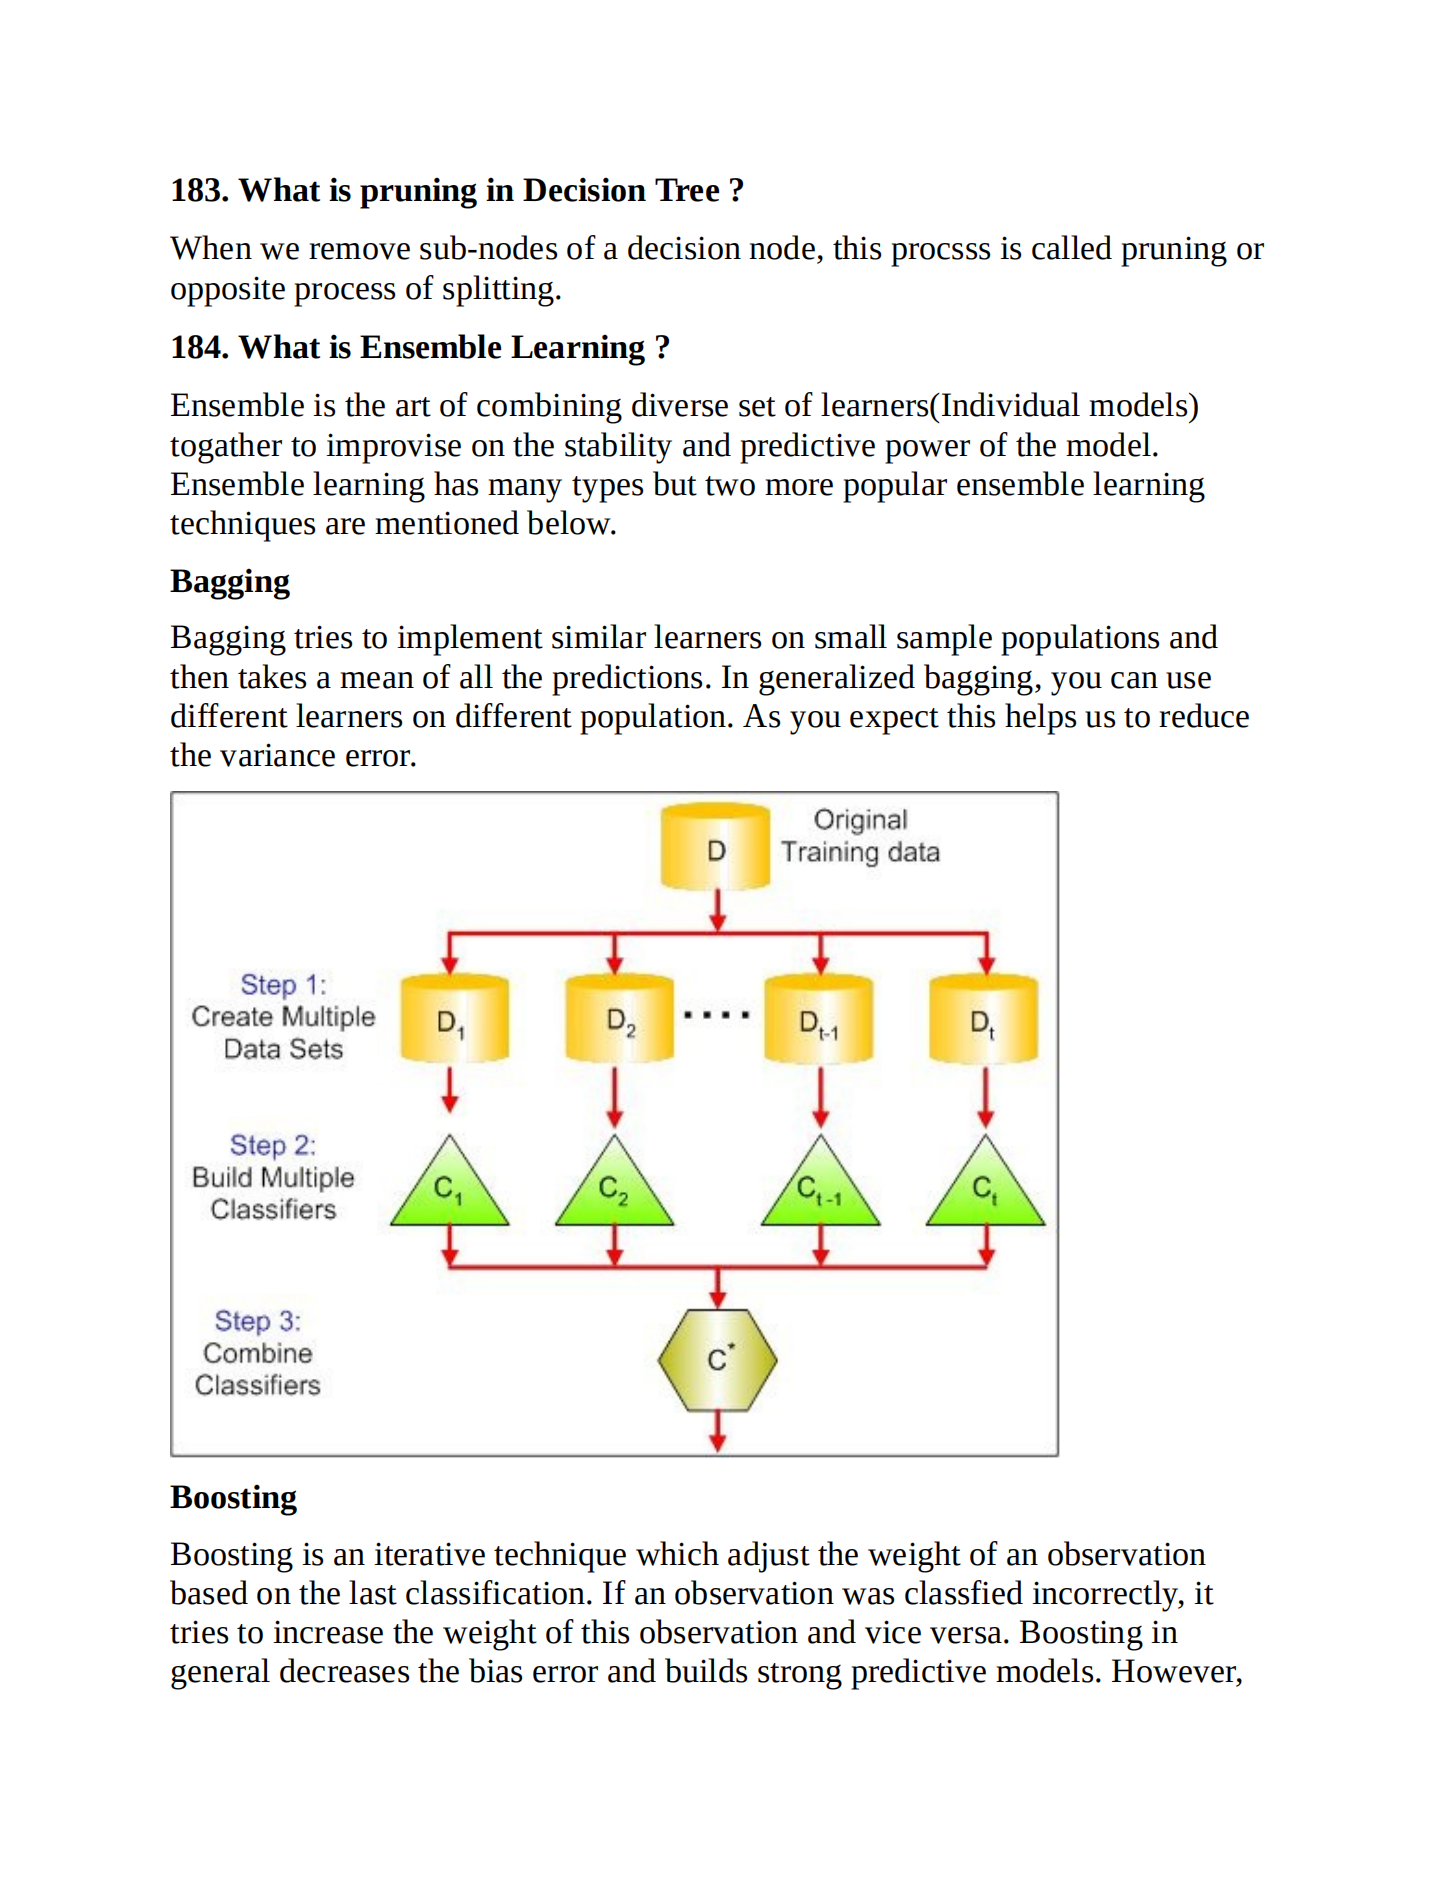 183. What is pruning in Decision Tree ?
When we remove sub-nodes of a decision node, this procsss is called pruning or
opposite process of splitting.
184. What is Ensemble Learning ?
Ensemble is the art of combining diverse set of learners(Individual models)
togather to improvise on the stability and predictive power of the model.
Ensemble learning has many types but two more popular ensemble learning
techniques are mentioned below.
Bagging
Bagging tries to implement similar learners on small sample populations and
then takes a mean of all the predictions. In generalized bagging, you can use
different learners on different population. As you expect this helps us to reduce
the variance error.
D
Original
Training data
Step 1:
Create Multiple
Data Sets
D1
D2
....
Dt-1
Dt
Step 2:
Build Multiple
Classifiers
C1
C2
Ct-1
Ct
Step 3:
Combine
Classifiers
C*
Boosting
Boosting is an iterative technique which adjust the weight of an observation
based on the last classification. If an observation was classfied incorrectly, it
tries to increase the weight of this observation and vice versa. Boosting in
general decreases the bias error and builds strong predictive models. However,